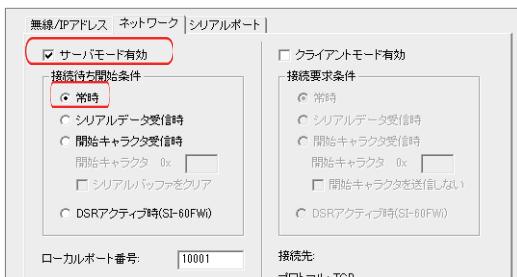 無線/IPアドレス ネットワーク シリアルポート
サーバモード有効
接続待ち開始条件
常時
シリアルデータ受信時
開始キャラクタ受信時
開始キャラクタ 0x
シリアルバッファをクリア
DSRアクティブ時(SI-60FWi)
ローカルポート番号: 10001
クライアントモード有効
接続要求条件
常時
シリアルデータ受信時
開始キャラクタ受信時
開始キャラクタ 0x
開始キャラクタを送信しない
DSRアクティブ時(SI-60FWi)
接続先:
プロトコル: TCP